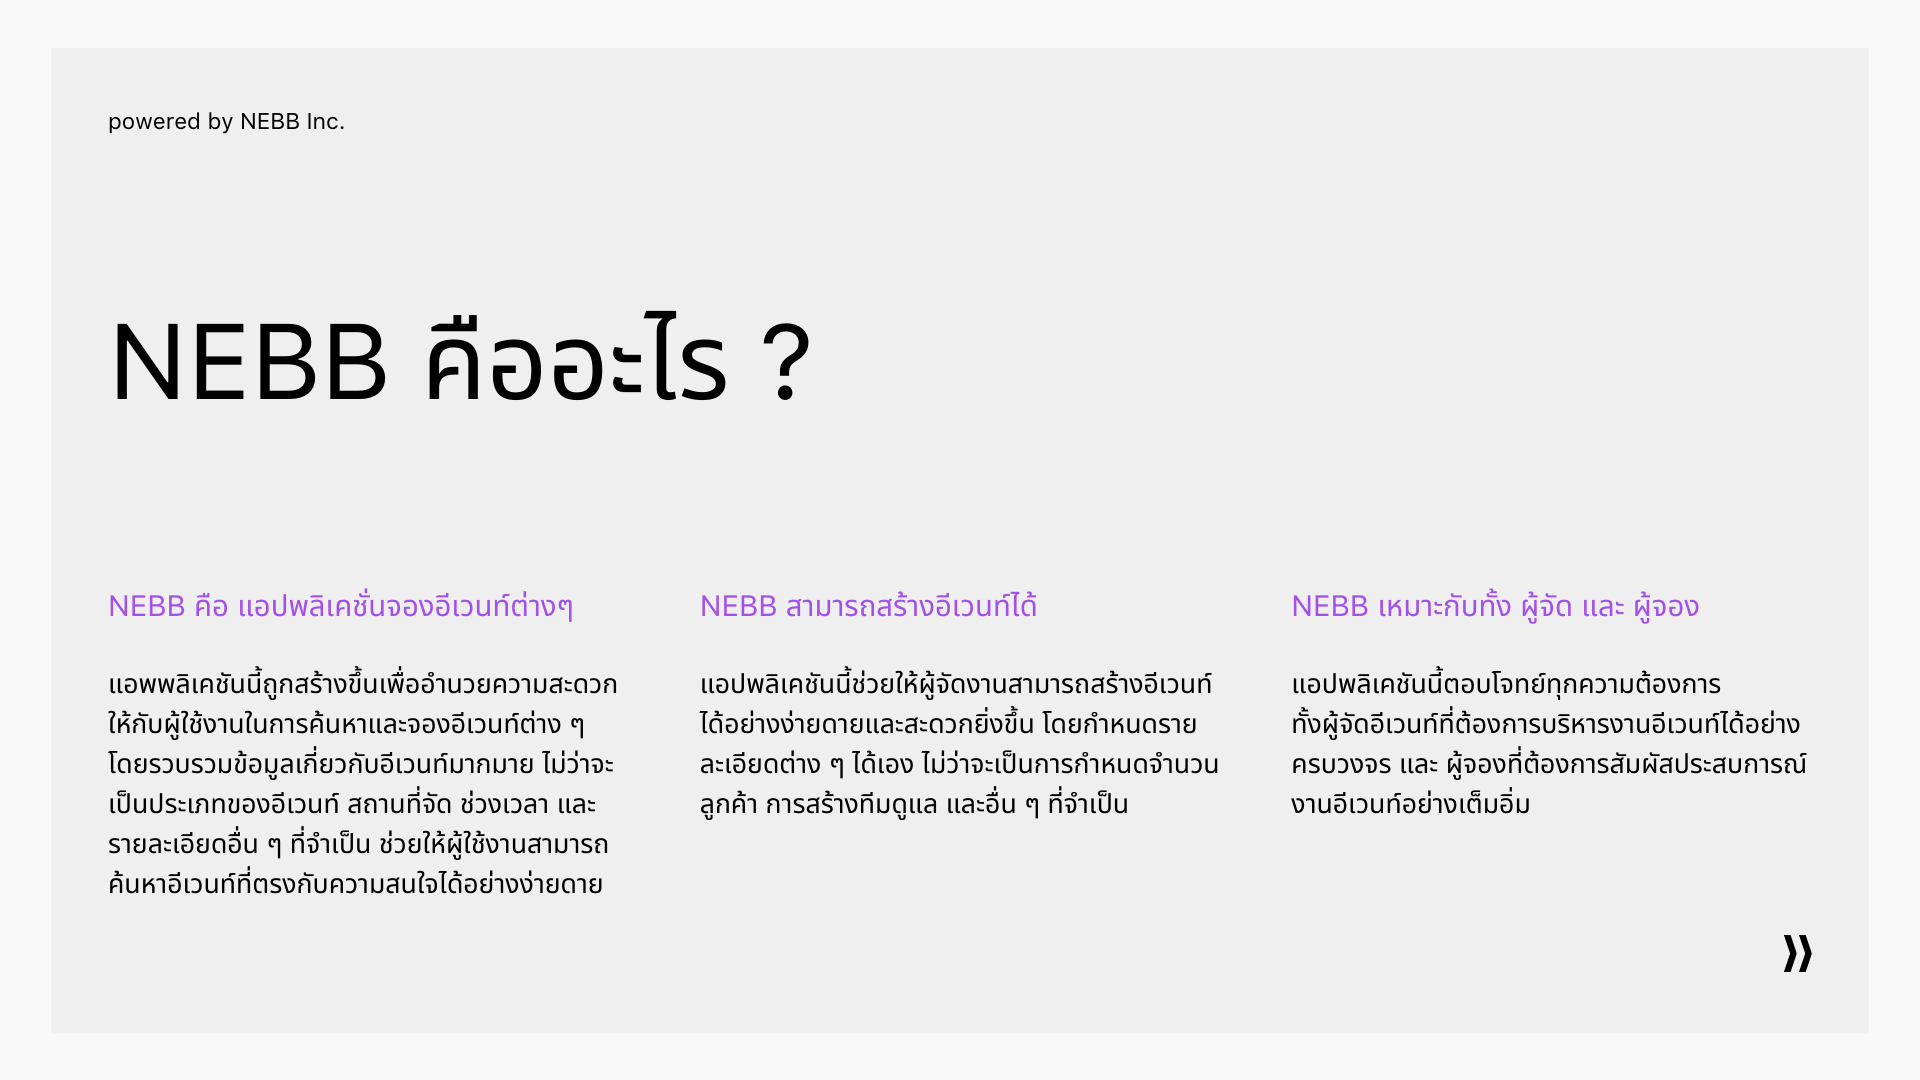 powered by NEBB Inc.
NEBB คืออะไร ?
NEBB คือ แอปพลิเคชั่นจองอีเวนท์ต่างๆ
แอพพลิเคชันนี้ถูกสร้างขึ้นเพื่ออำนวยความสะดวก
ให้กับผู้ใช้งานในการค้นหาและจองอีเวนท์ต่าง ๆ
โดยรวบรวมข้อมูลเกี่ยวกับอีเวนท์มากมาย ไม่ว่าจะ
เป็นประเภทของอีเวนท์ สถานที่จัด ช่วงเวลา และ
รายละเอียดอื่น ๆ ที่จำเป็น ช่วยให้ผู้ใช้งานสามารถ
ค้นหาอีเวนท์ที่ตรงกับความสนใจได้อย่างง่ายดาย
NEBB สามารถสร้างอีเวนท์ได้
แอปพลิเคชันนี้ช่วยให้ผู้จัดงานสามารถสร้างอีเวนท์
ได้อย่างง่ายดายและสะดวกยิ่งขึ้น โดยกำหนดราย
ละเอียดต่าง ๆ ได้เอง ไม่ว่าจะเป็นการกำหนดจำนวน
ลูกค้า การสร้างทีมดูแล และอื่น ๆ ที่จำเป็น
NEBB เหมาะกับทั้ง ผู้จัด และ ผู้จอง
แอปพลิเคชันนี้ตอบโจทย์ทุกความต้องการ
ทั้งผู้จัดอีเวนท์ที่ต้องการบริหารงานอีเวนท์ได้อย่าง
ครบวงจร และ ผู้จองที่ต้องการสัมผัสประสบการณ์
งานอีเวนท์อย่างเต็มอิ่ม